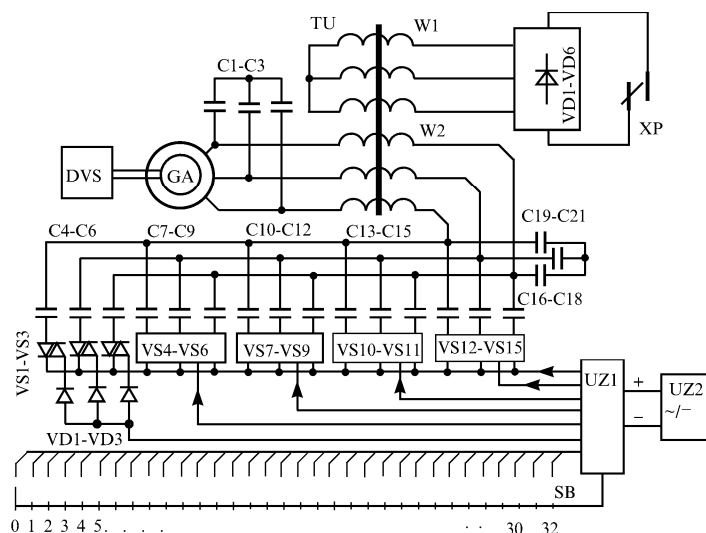 TU
W1
C1-C3
VD1-VD6
XP
W2
DVS
GA
C4-C6
C7-C9
C10-C12
C13-C15
C19-C21
C16-C18
VS1-VS3
VS4-VS6
VS7-VS9
VS10-VS11
VS12-VS15
UZ1
+
UZ2
~/−
−
VD1-VD3
SB
0 1 2 3 4 5. . . . . · · 30 32